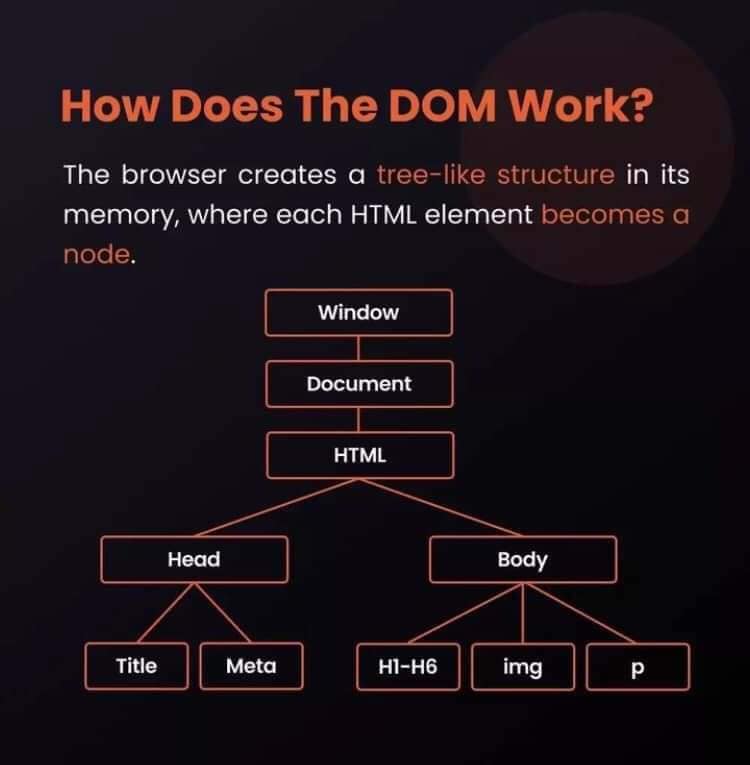 How Does The DOM Work?
The browser creates a tree-like structure in its
memory, where each HTML element becomes a
node.
Window
Document
HTML
Head Body
Title Meta H1-H6 img p